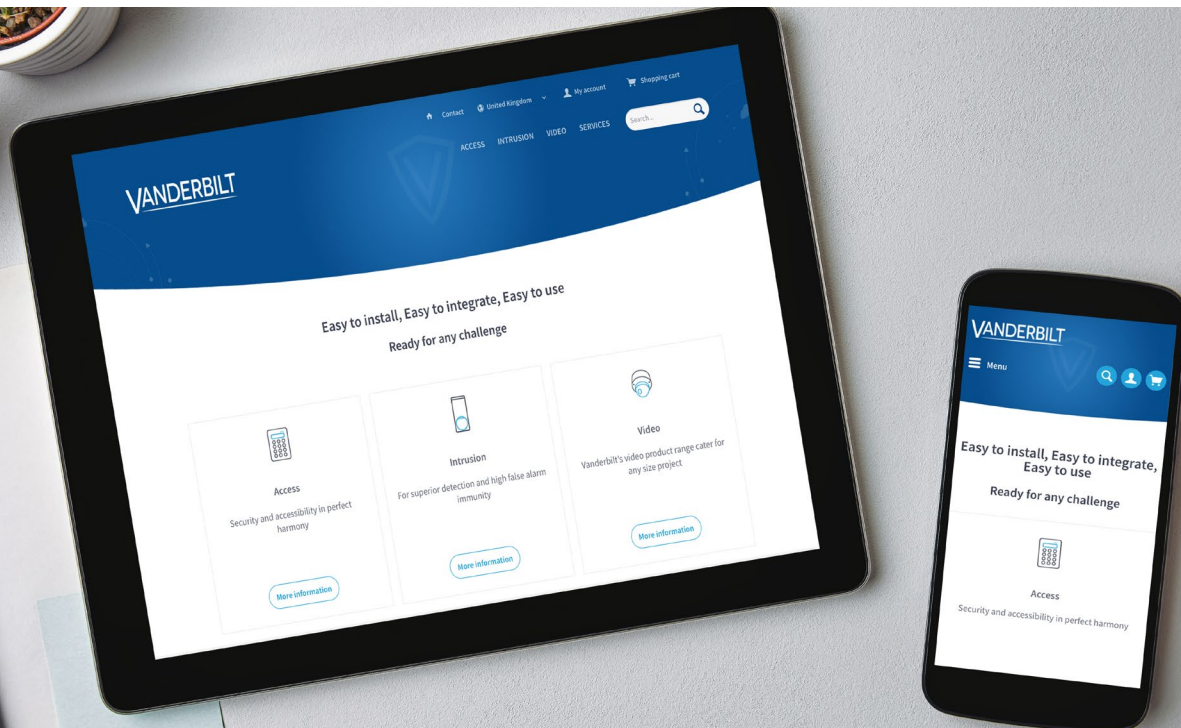 Contact United Kingdom My account Shopping cart
ACCESS INTRUSION VIDEO SERVICES Search...
VANDERBILT
Easy to install, Easy to integrate, Easy to use
Ready for any challenge
Access
Security and accessibility in perfect
harmony
More information
Intrusion
For superior detection and high false alarm
immunity
More information
Video
Vanderbilt's video product range cater for
any size project
More information
VANDERBILT
Menu
Easy to install, Easy to integrate,
Easy to use
Ready for any challenge
Access
Security and accessibility in perfect harmony